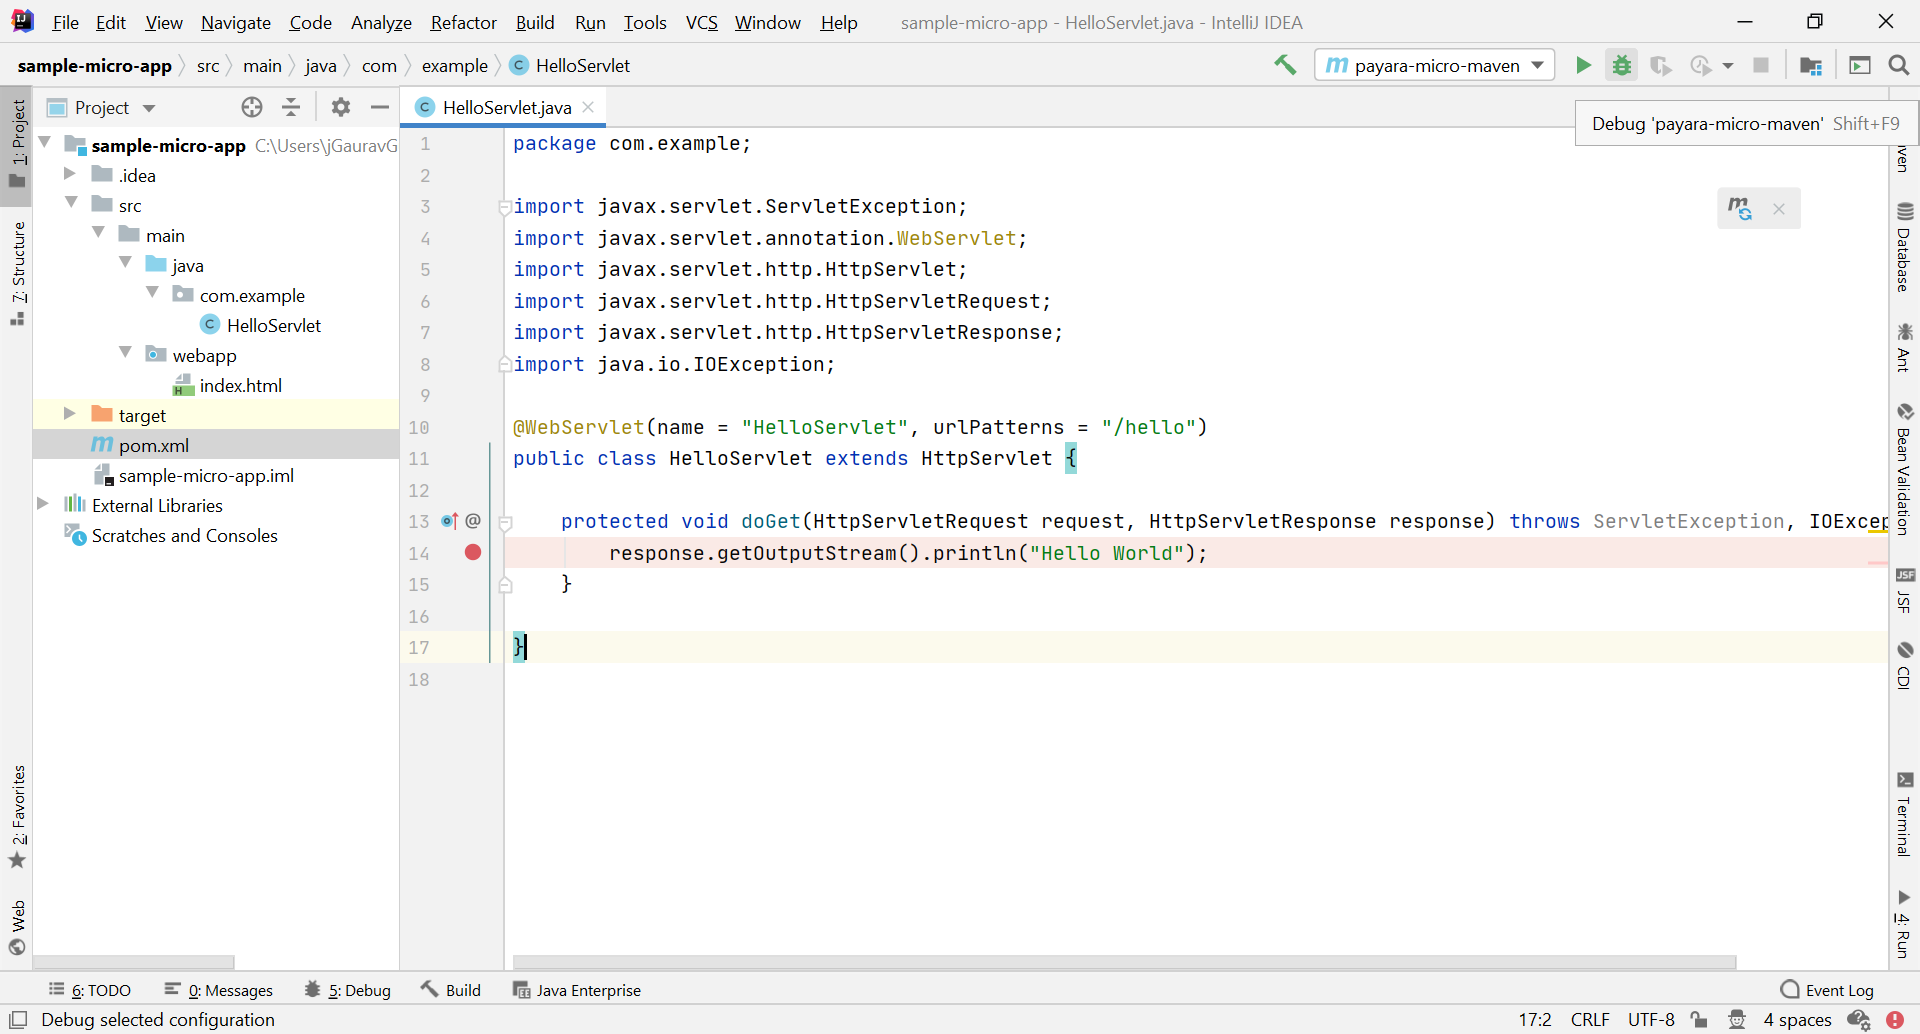 File Edit View Navigate Code Analyze Refactor Build Run Tools VCS Window Help sample-micro-app - HelloServlet.java - IntelliJ IDEA
sample-micro-app src main java com example HelloServlet payara-micro-maven
Project
HelloServlet.java
Debug 'payara-micro-maven' Shift+F9
1: Project
7: Structure
2: Favorites
Web
sample-micro-app C:\Users\jGauravG
.idea
src
main
java
com.example
HelloServlet
webapp
index.html
target
pom.xml
sample-micro-app.iml
External Libraries
Scratches and Consoles
1 package com.example;
2
3 import javax.servlet.ServletException;
4 import javax.servlet.annotation.WebServlet;
5 import javax.servlet.http.HttpServlet;
6 import javax.servlet.http.HttpServletRequest;
7 import javax.servlet.http.HttpServletResponse;
8 import java.io.IOException;
9
10 @WebServlet(name = "HelloServlet", urlPatterns = "/hello")
11 public class HelloServlet extends HttpServlet {
12
13 @ protected void doGet(HttpServletRequest request, HttpServletResponse response) throws ServletException, IOExcep
14 response.getOutputStream().println("Hello World");
15 }
16
17 }
18
ven
Database
Ant
Bean Validation
JSF
CDI
Terminal
4: Run
6: TODO 0: Messages 5: Debug Build Java Enterprise Event Log
Debug selected configuration 17:2 CRLF UTF-8 4 spaces